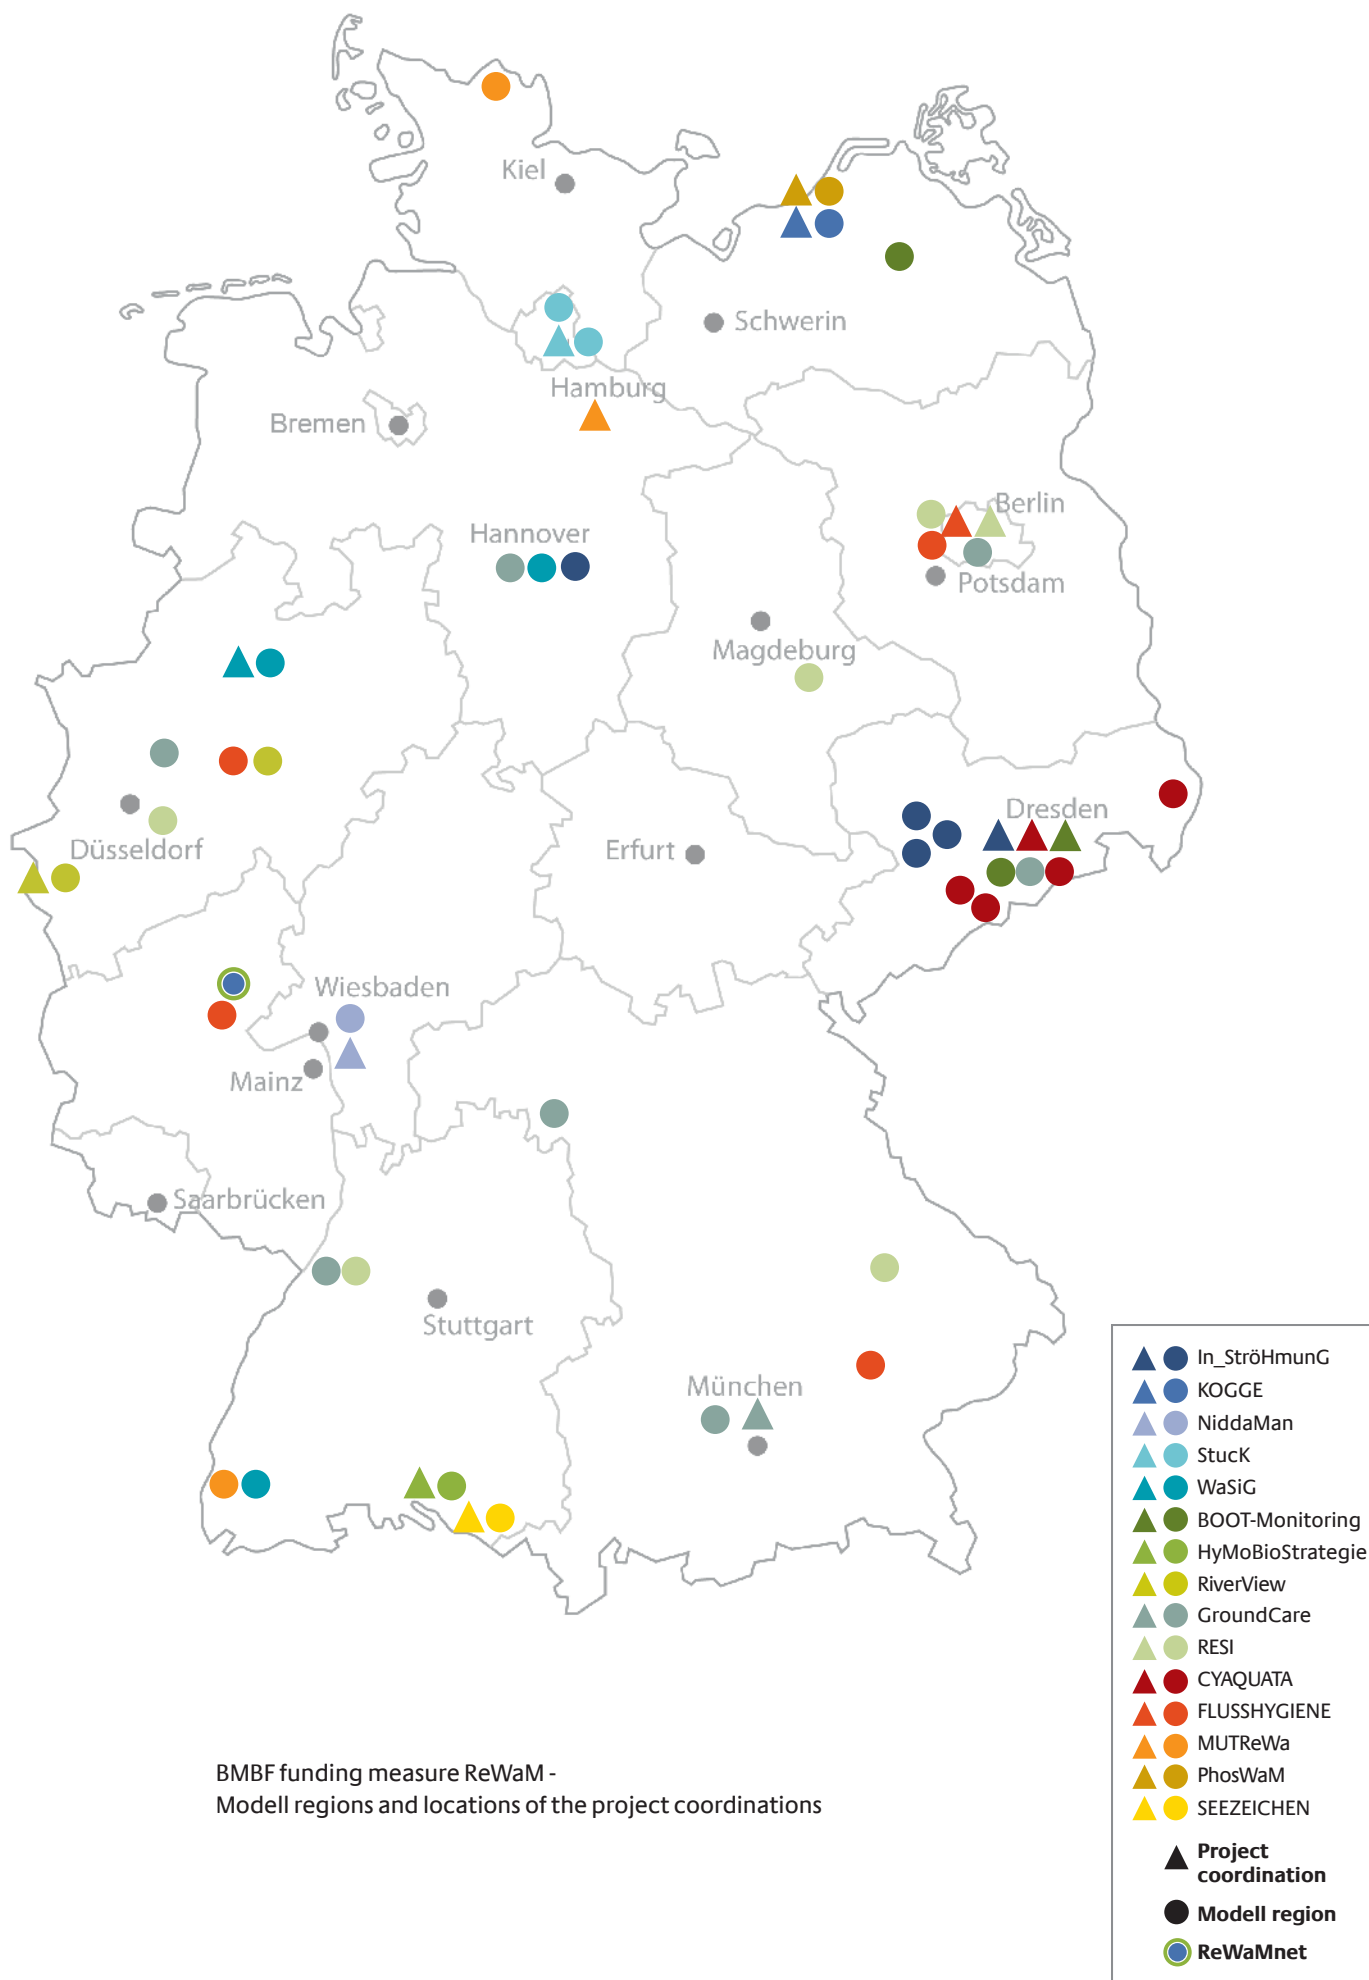 Kiel
Schwerin
Hamburg
Bremen
Berlin
Hannover
Potsdam
Magdeburg
Dresden
Düsseldorf
Erfurt
Wiesbaden
Mainz
Saarbrücken
Stuttgart
München
In_StröHmunG
KOGGE
NiddaMan
StucK
WaSiG
BOOT-Monitoring
HyMoBioStrategie
RiverView
GroundCare
RESI
CYAQUATA
FLUSSHYGIENE
MUTReWa
PhosWaM
SEEZEICHEN
Project
coordination
Modell region
ReWaMnet
BMBF funding measure ReWaM -
Modell regions and locations of the project coordinations